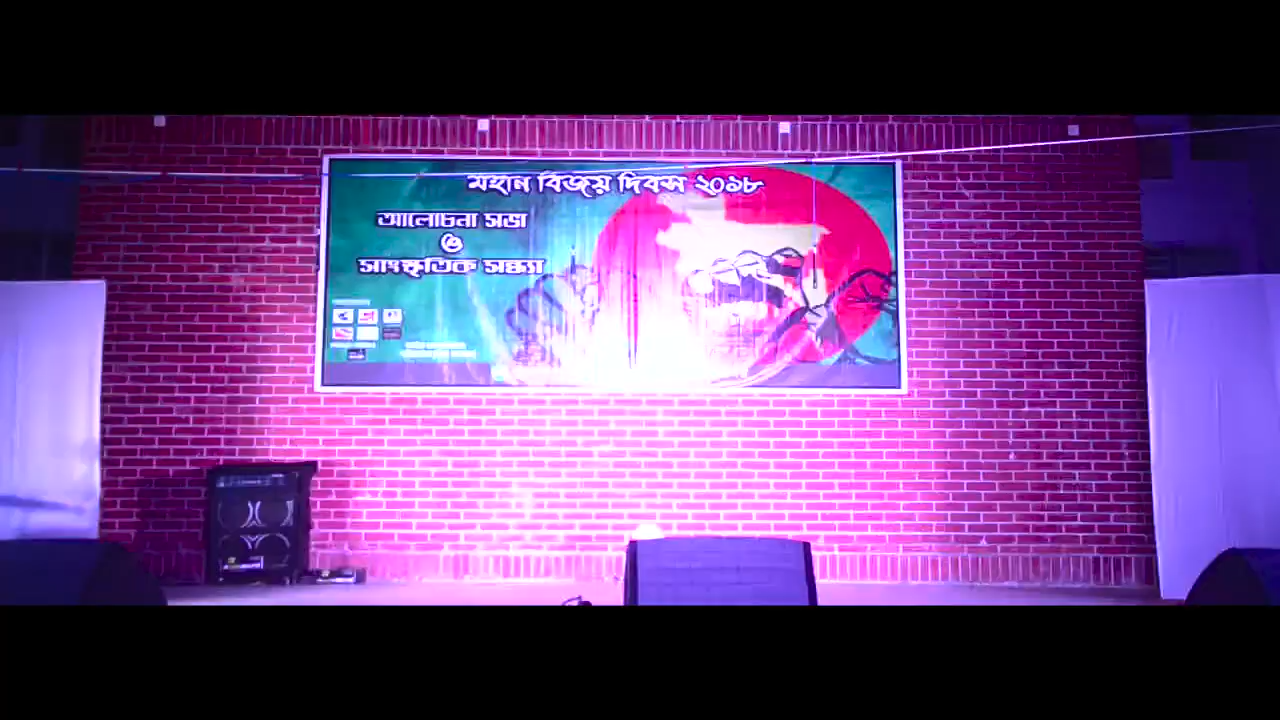 মহান বিজয় দিবস ২০১৮
আলোচনা সভা
ও
সাংস্কৃতিক সন্ধ্যা